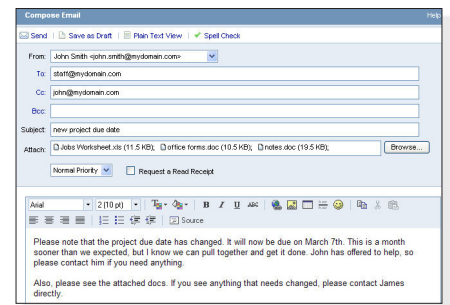 Compose Email Help
Send | Save as Draft | Plain Text View | Spell Check
From: John Smith <john.smith@mydomain.com>
To: staff@mydomain.com
Cc: john@mydomain.com
Bcc:
Subject: new project due date
Attach: Jobs Worksheet.xls (11.5 KB); office forms.doc (10.5 KB); notes.doc (19.5 KB); Browse...
Normal Priority Request a Read Receipt
Arial 2 (10 pt) B I U ABC
Source
Please note that the project due date has changed. It will now be due on March 7th. This is a month
sooner than we expected, but I know we can pull together and get it done. John has offered to help, so
please contact him if you need anything.
Also, please see the attached docs. If you see anything that needs changed, please contact James
directly.